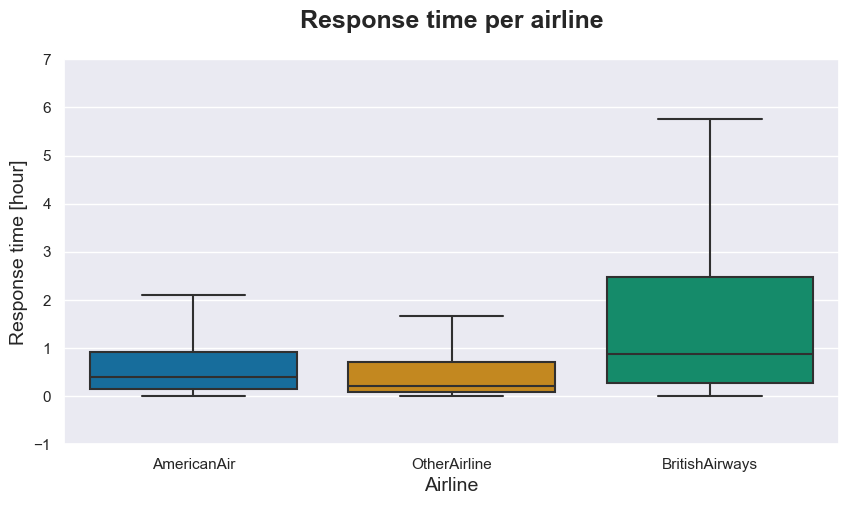 Response time per airline
7
6
5
4
3
2
1
0
−1
Response time [hour]
AmericanAir
OtherAirline
BritishAirways
Airline